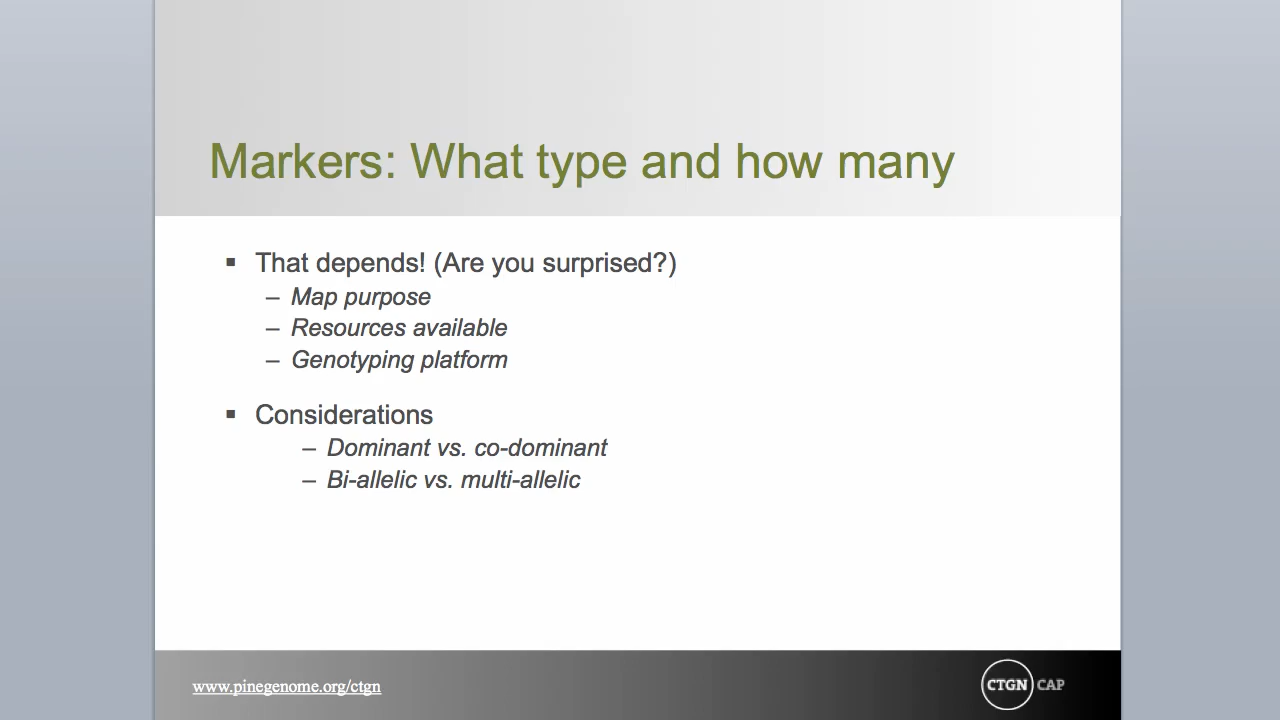 Markers: What type and how many
▪ That depends! (Are you surprised?)
– Map purpose
– Resources available
– Genotyping platform
▪ Considerations
– Dominant vs. co-dominant
– Bi-allelic vs. multi-allelic
www.pinegenome.org/ctgn
CTGN CAP